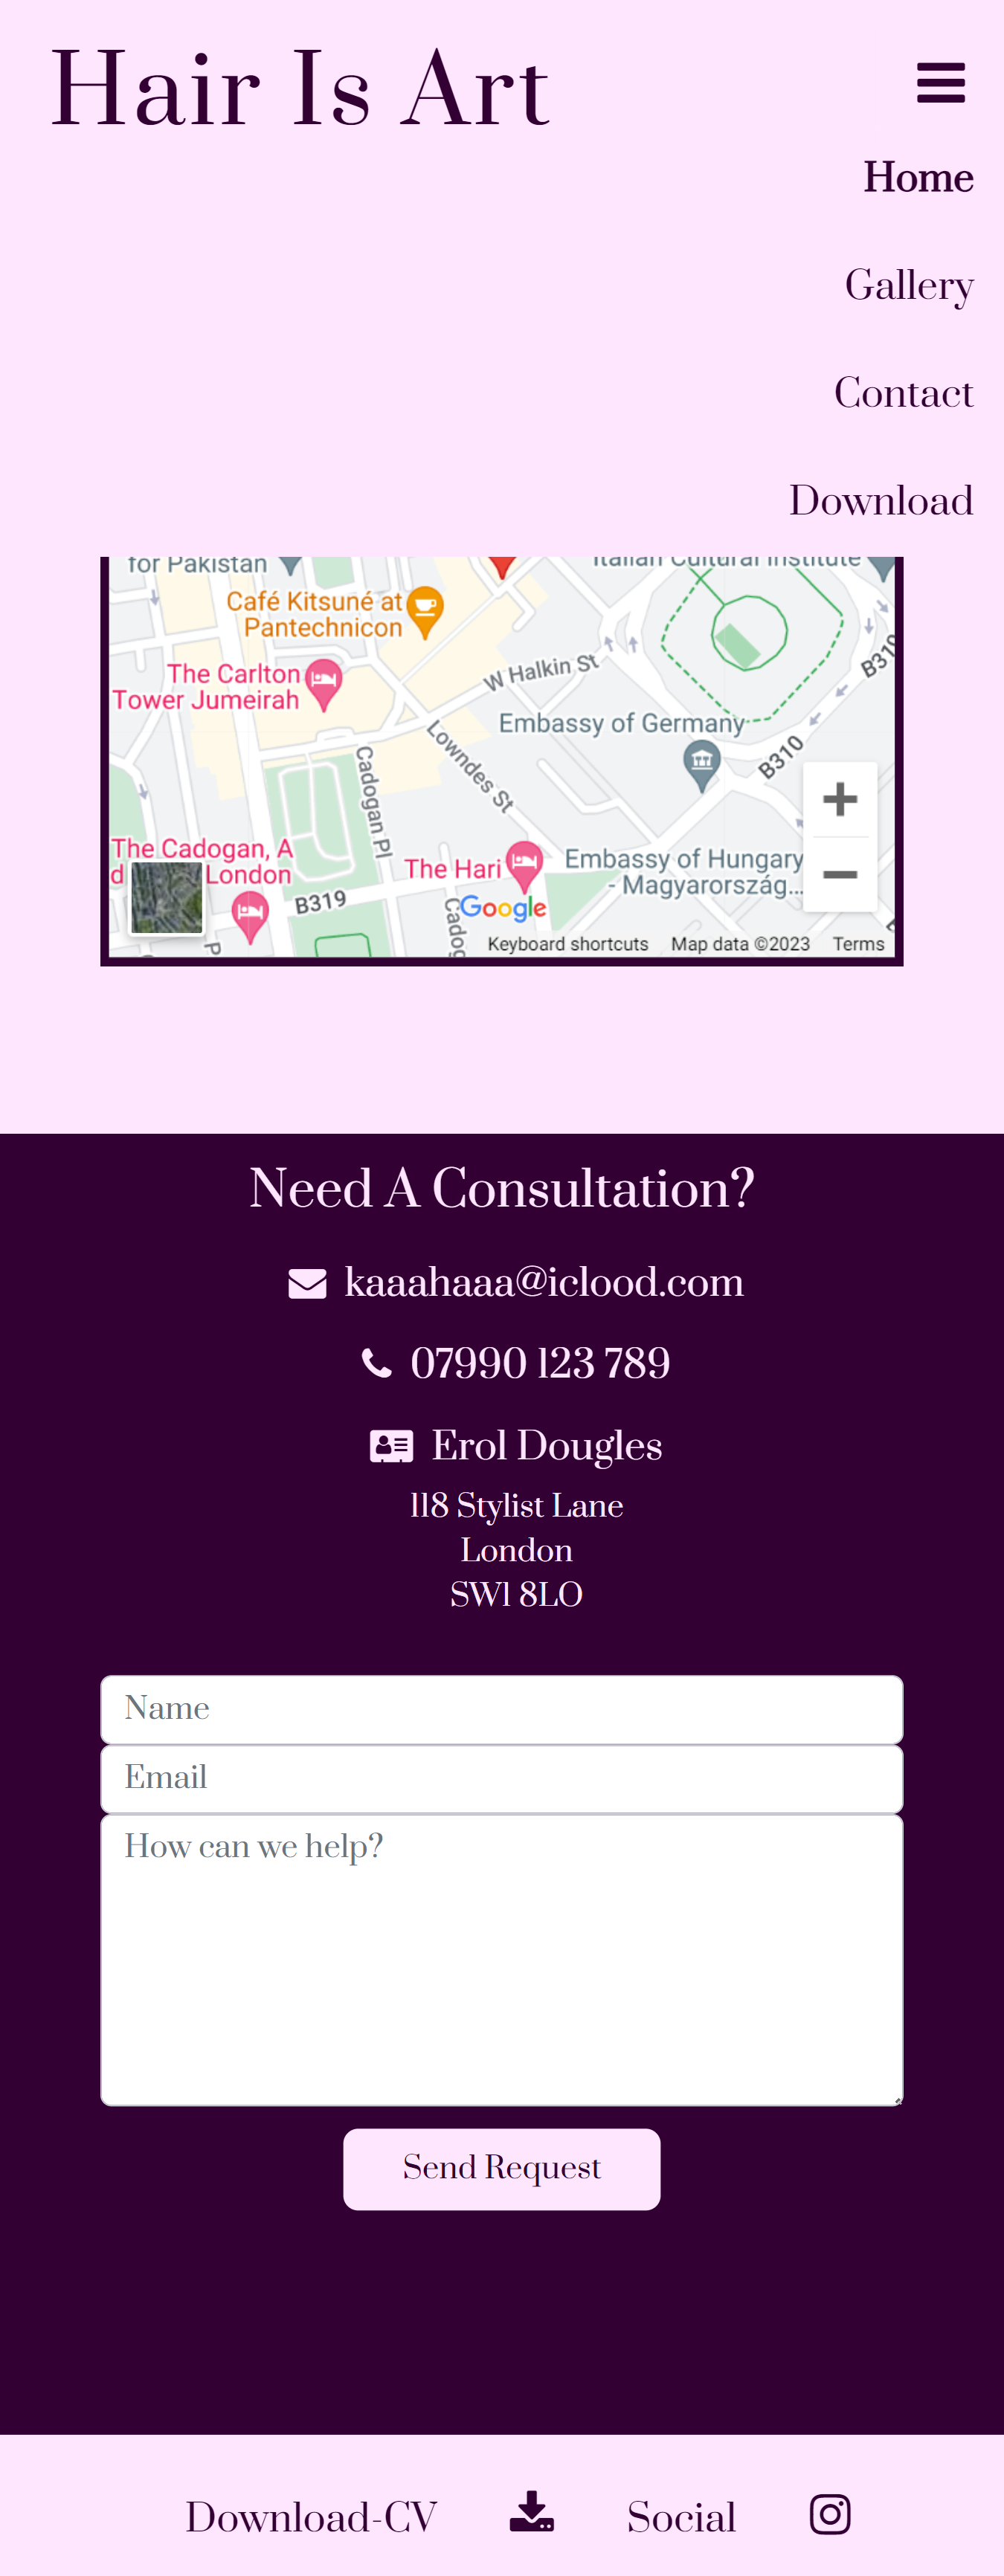 Hair Is Art
Home
Gallery
Contact
Download
for Pakistan
Italian Cultural Institute
Café Kitsuné at
Pantechnicon
The Carlton
Tower Jumeirah
W Halkin St
B310
Embassy of Germany
Lowndes St
B310
Cadogan Pl
The Cadogan, A
London
The Hari
Embassy of Hungary
- Magyarország...
B319
Google
Keyboard shortcuts Map data ©2023 Terms
Need A Consultation?
kaaahaaa@iclood.com
07990 123 789
Erol Dougles
118 Stylist Lane
London
SW1 8LO
Name
Email
How can we help?
Send Request
Download-CV Social